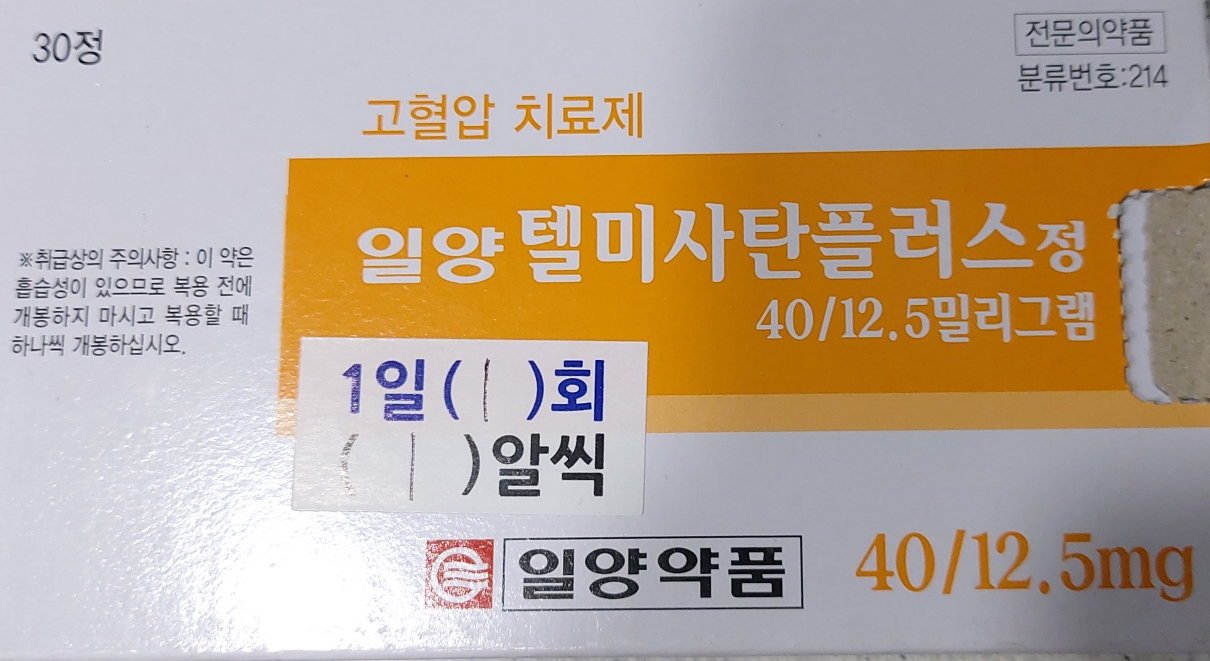 30정
전문의약품
분류번호:214
고혈압 치료제
일양 텔미사탄플러스정
40/12.5밀리그램
※취급상의 주의사항 : 이 약은
흡습성이 있으므로 복용 전에
개봉하지 마시고 복용할 때
하나씩 개봉하십시오.
1일( 1 )회
( 1 )알씩
일양약품
40/12.5mg